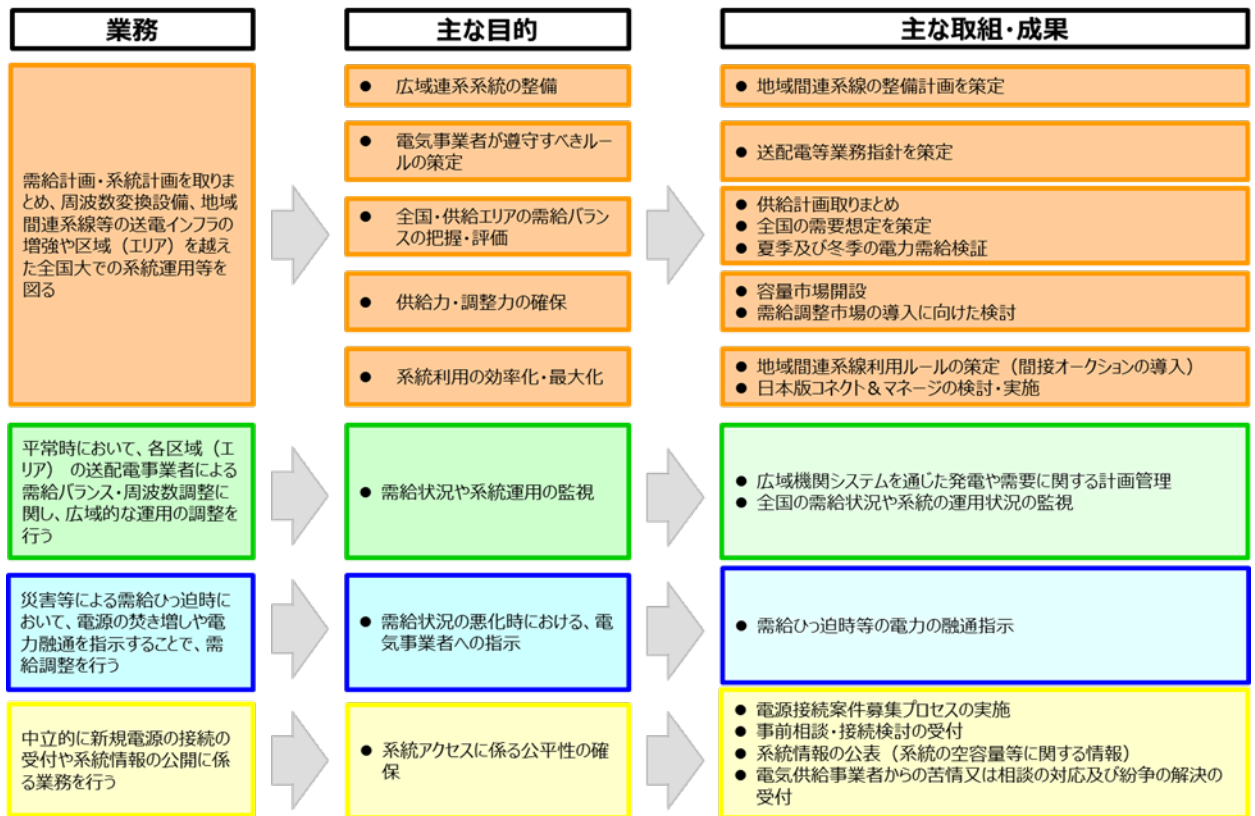 業務
主な目的
主な取組・成果
需給計画・系統計画を取りま
とめ、周波数変換設備、地域
間連系線等の送電インフラの
増強や区域（エリア）を越え
た全国大での系統運用等を
図る
● 広域連系系統の整備
● 地域間連系線の整備計画を策定
● 電気事業者が遵守すべきルー
ルの策定
● 送配電等業務指針を策定
● 全国・供給エリアの需給バラン
スの把握・評価
● 供給計画取りまとめ
● 全国の需要想定を策定
● 夏季及び冬季の電力需給検証
● 供給力・調整力の確保
● 容量市場開設
● 需給調整市場の導入に向けた検討
● 系統利用の効率化・最大化
● 地域間連系線利用ルールの策定（間接オークションの導入）
● 日本版コネクト＆マネージの検討・実施
平常時において、各区域（エ
リア） の送配電事業者による
需給バランス・周波数調整に
関し、広域的な運用の調整を
行う
● 需給状況や系統運用の監視
● 広域機関システムを通じた発電や需要に関する計画管理
● 全国の需給状況や系統の運用状況の監視
災害等による需給ひっ迫時に
おいて、電源の焚き増しや電
力融通を指示することで、需
給調整を行う
● 需給状況の悪化時における、電
気事業者への指示
● 需給ひっ迫時等の電力の融通指示
中立的に新規電源の接続の
受付や系統情報の公開に係
る業務を行う
● 系統アクセスに係る公平性の確
保
● 電源接続案件募集プロセスの実施
● 事前相談・接続検討の受付
● 系統情報の公表（系統の空容量等に関する情報）
● 電気供給事業者からの苦情又は相談の対応及び紛争の解決の
受付